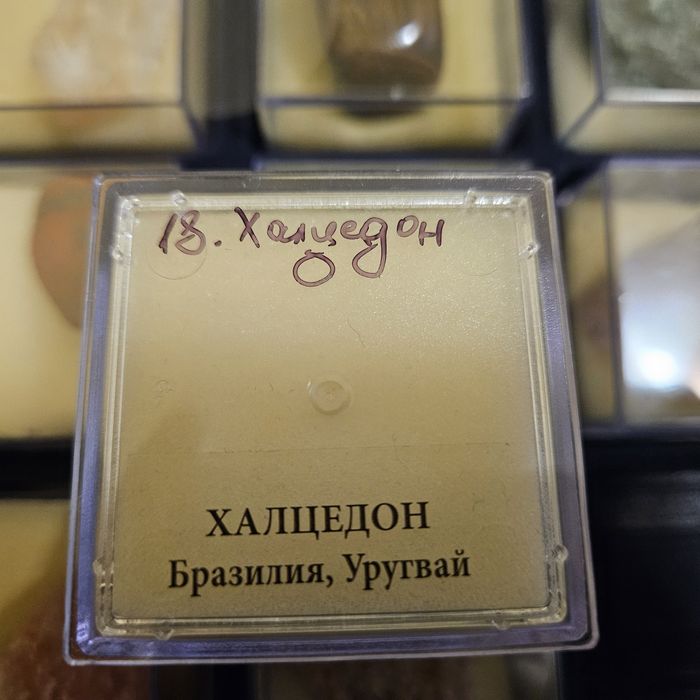 18. Халцедон
ХАЛЦЕДОН
Бразилия, Уругвай